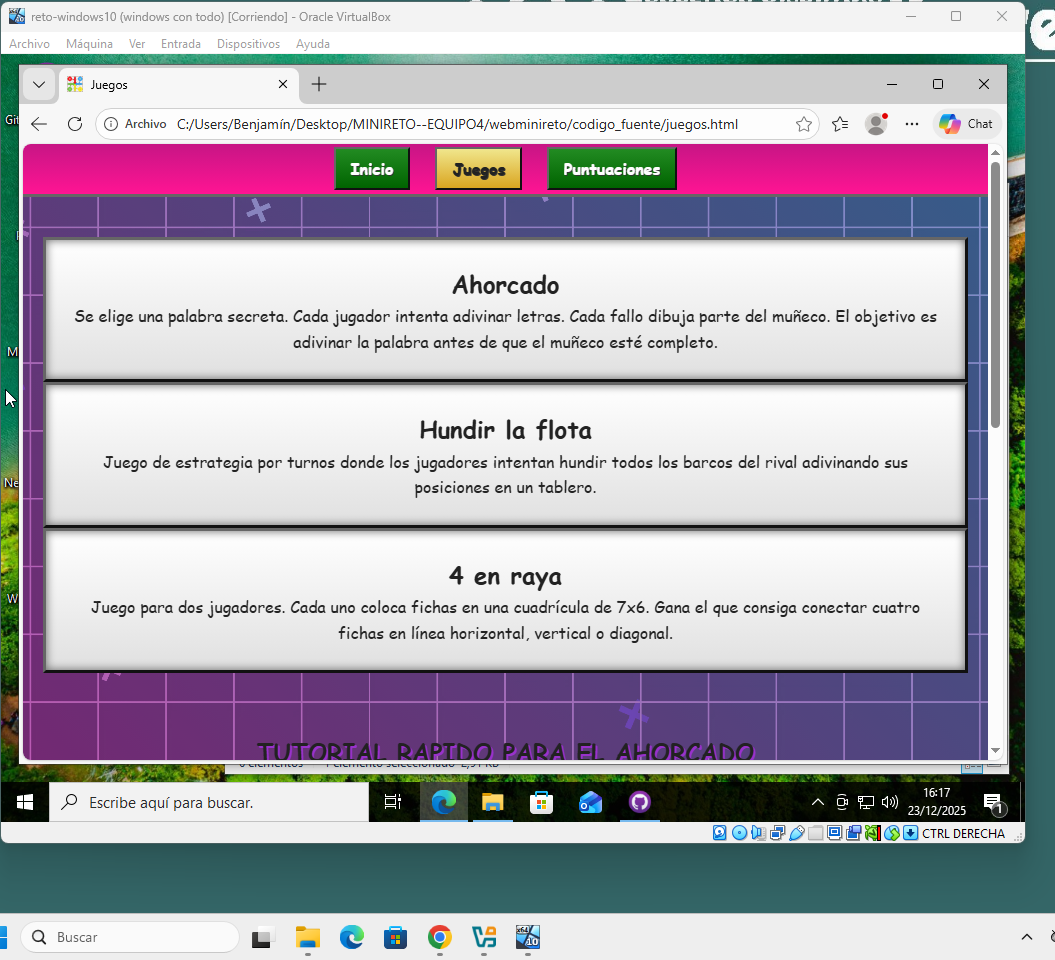 reto-windows10 (windows con todo) [Corriendo] - Oracle VirtualBox
Archivo Máquina Ver Entrada Dispositivos Ayuda
Juegos
Archivo C:/Users/Benjamín/Desktop/MINIRETO--EQUIPO4/webminireto/codigo_fuente/juegos.html
Chat
Inicio Juegos Puntuaciones
Ahorcado
Se elige una palabra secreta. Cada jugador intenta adivinar letras. Cada fallo dibuja parte del muñeco. El objetivo es
adivinar la palabra antes de que el muñeco esté completo.
Hundir la flota
Juego de estrategia por turnos donde los jugadores intentan hundir todos los barcos del rival adivinando sus
posiciones en un tablero.
4 en raya
Juego para dos jugadores. Cada uno coloca fichas en una cuadrícula de 7x6. Gana el que consiga conectar cuatro
fichas en línea horizontal, vertical o diagonal.
TUTORIAL RAPIDO PARA EL AHORCADO
Escribe aquí para buscar.
16:17
23/12/2025
1
CTRL DERECHA
Buscar
x64
10